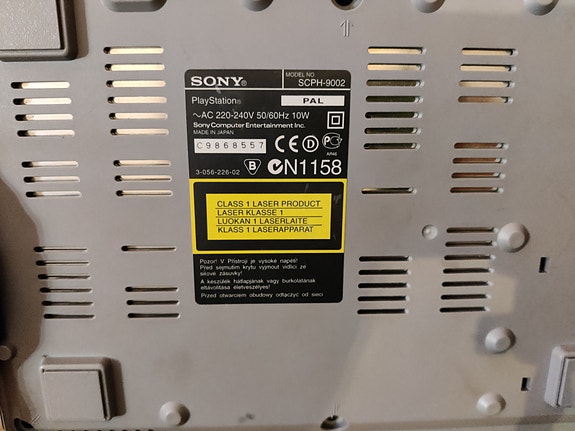 SONY®
MODEL NO.
SCPH-9002
PlayStation®
PAL
～AC 220-240V 50/60Hz 10W
Sony Computer Entertainment Inc.
MADE IN JAPAN
C9868557
CE D PC
AЯ46
3-056-226-02 B N1158
CLASS 1 LASER PRODUCT
LASER KLASSE 1
LUOKAN 1 LASERLAITE
KLASS 1 LASERAPPARAT
Pozor! V Přístroji je vysoké napětí!
Před sejmutím krytu vyjmout vidlici ze
síťové zásuvky!
A készülék hátlapjának vagy burkolatának
eltávolítása életveszélyes!
Przed otwarciem obudowy odłączyć od sieci